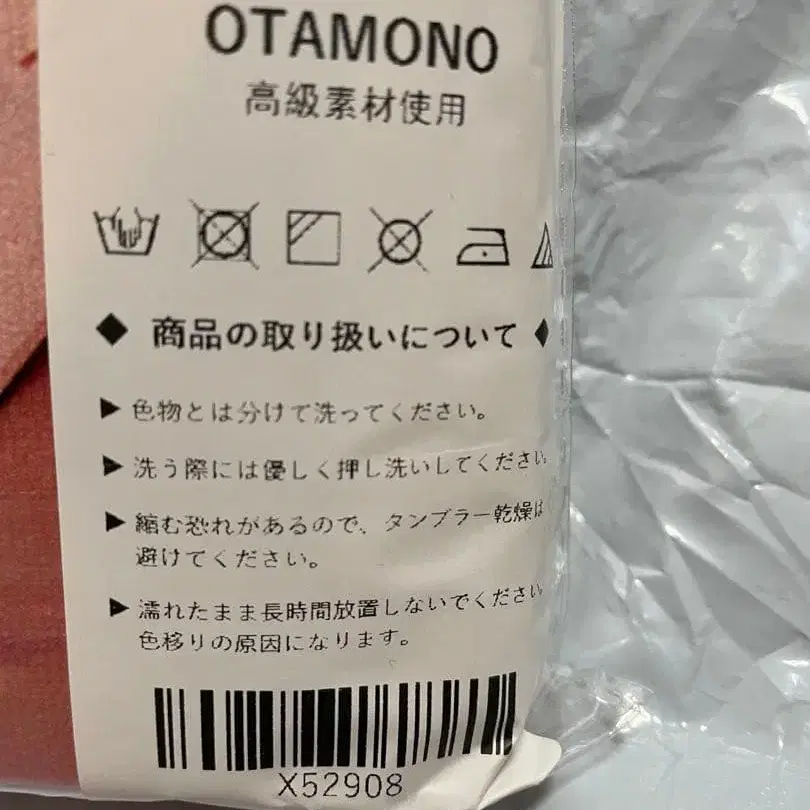 OTAMONO
高級素材使用
◆ 商品の取り扱いについて ◆
▶ 色物とは分けて洗ってください。
▶ 洗う際には優しく押し洗いしてください。
▶ 縮む恐れがあるので、タンブラー乾燥は
避けてください。
▶ 濡れたまま長時間放置しないでください
色移りの原因になります。
X52908